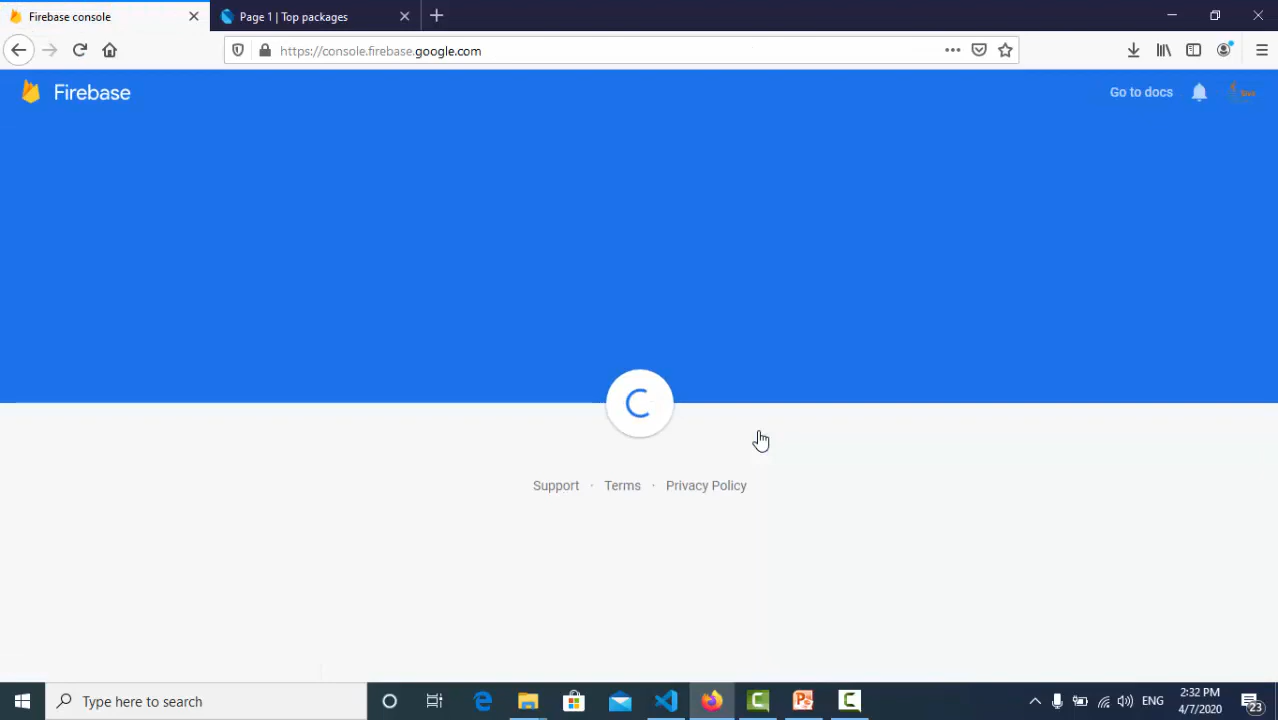 Firebase console
Page 1 | Top packages
https://console.firebase.google.com
Firebase
Go to docs
Support · Terms · Privacy Policy
Type here to search
ENG
2:32 PM
4/7/2020
23